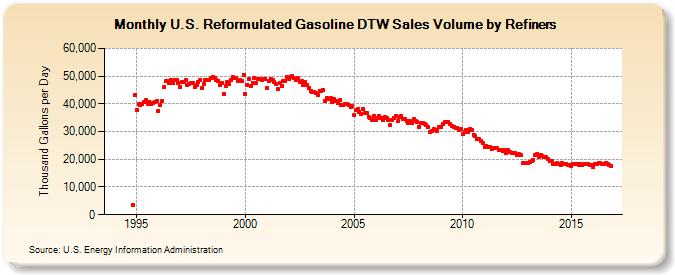 Monthly U.S. Reformulated Gasoline DTW Sales Volume by Refiners
Thousand Gallons per Day
60,000
50,000
40,000
30,000
20,000
10,000
0
1995 2000 2005 2010 2015
Source: U.S. Energy Information Administration